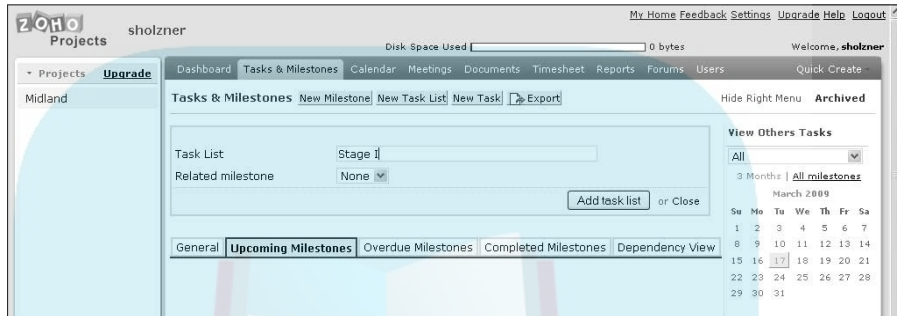 ZOHO
Projects
sholzner
My Home Feedback Settings Upgrade Help Logout
Disk Space Used 0 bytes
Welcome, sholzner
Projects Upgrade
Midland
Dashboard Tasks & Milestones Calendar Meetings Documents Timesheet Reports Forums Users Quick Create
Tasks & Milestones New Milestone New Task List New Task Export
Hide Right Menu Archived
Task List Stage I
Related milestone None
Add task list or Close
General Upcoming Milestones Overdue Milestones Completed Milestones Dependency View
View Others Tasks
All
3 Months | All milestones
March 2009
Su Mo Tu We Th Fr Sa
1 2 3 4 5 6 7
8 9 10 11 12 13 14
15 16 17 18 19 20 21
22 23 24 25 26 27 28
29 30 31